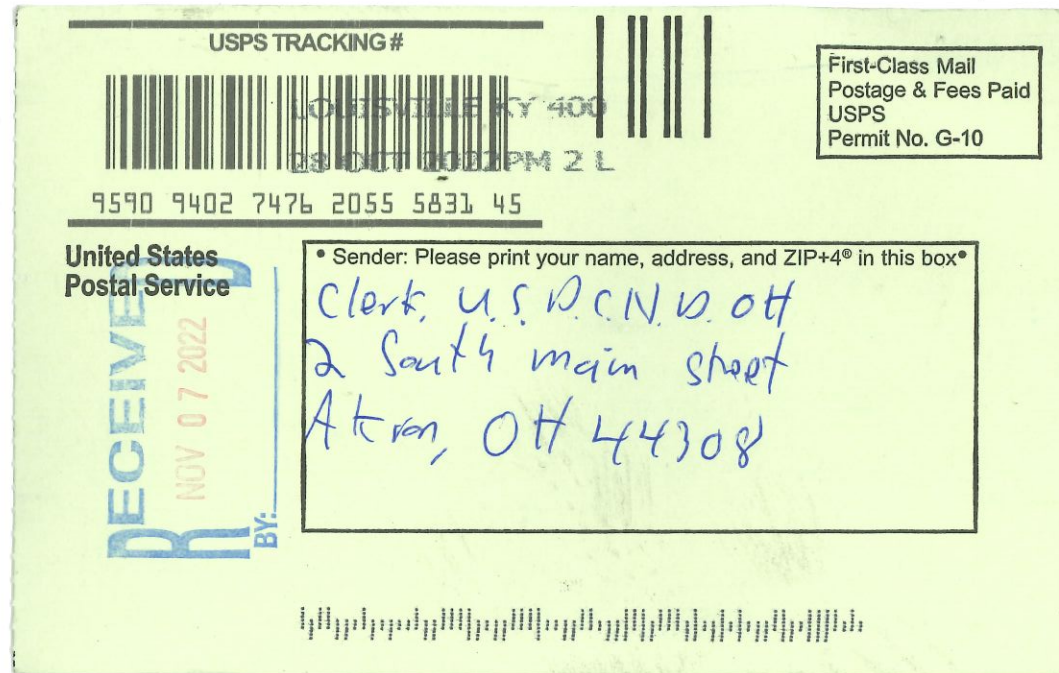 USPS TRACKING #
LOUISVILLE KY 400
28 OCT 2022 PM 2 L
9590 9402 7476 2055 5831 45
First-Class Mail
Postage & Fees Paid
USPS
Permit No. G-10
United States
Postal Service
• Sender: Please print your name, address, and ZIP+4® in this box•
Clerk, U.S.D.C.N.D. OH
2 South main street
Akron, OH 44308
RECEIVED
NOV 07 2022
BY: